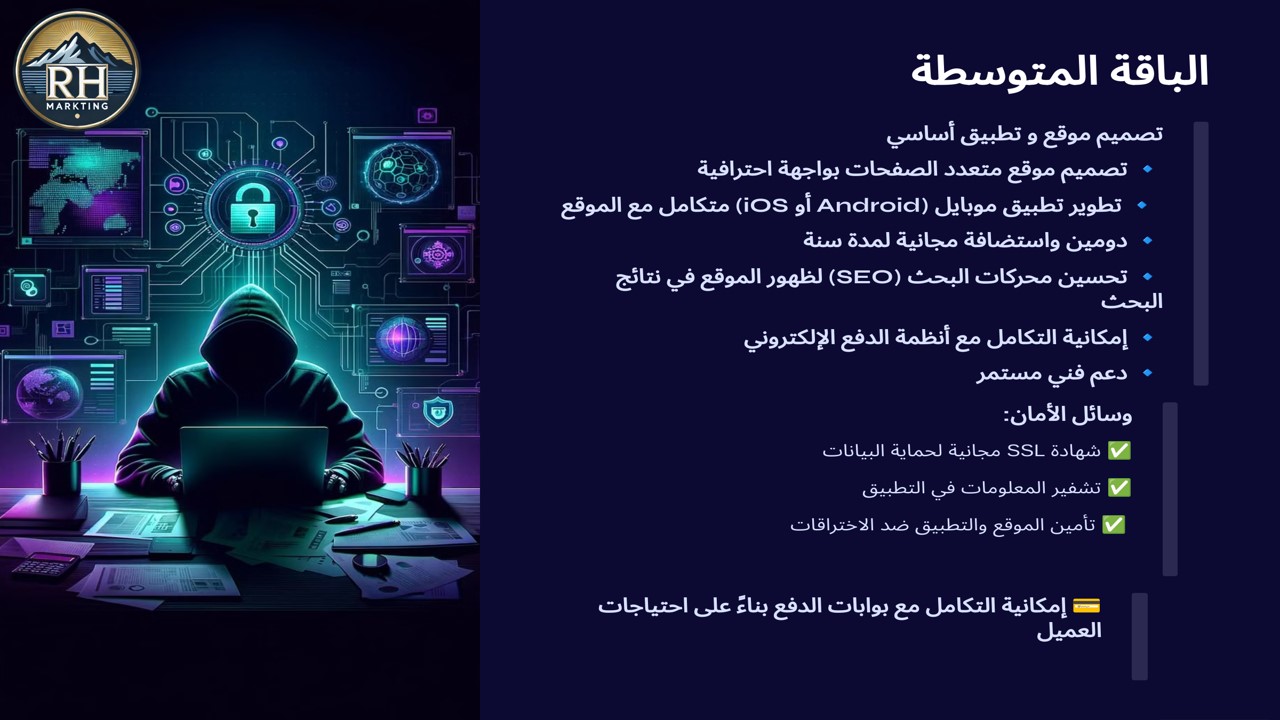 RH
MARKTING
الباقة المتوسطة
تصميم موقع و تطبيق أساسي
🔹 تصميم موقع متعدد الصفحات بواجهة احترافية
🔹 تطوير تطبيق موبايل (Android أو iOS) متكامل مع الموقع
🔹 دومين واستضافة مجانية لمدة سنة
🔹 تحسين محركات البحث (SEO) لظهور الموقع في نتائج
البحث
🔹 إمكانية التكامل مع أنظمة الدفع الإلكتروني
🔹 دعم فني مستمر
وسائل الأمان:
✅ شهادة SSL مجانية لحماية البيانات
✅ تشفير المعلومات في التطبيق
✅ تأمين الموقع والتطبيق ضد الاختراقات
💳 إمكانية التكامل مع بوابات الدفع بناءً على احتياجات
العميل